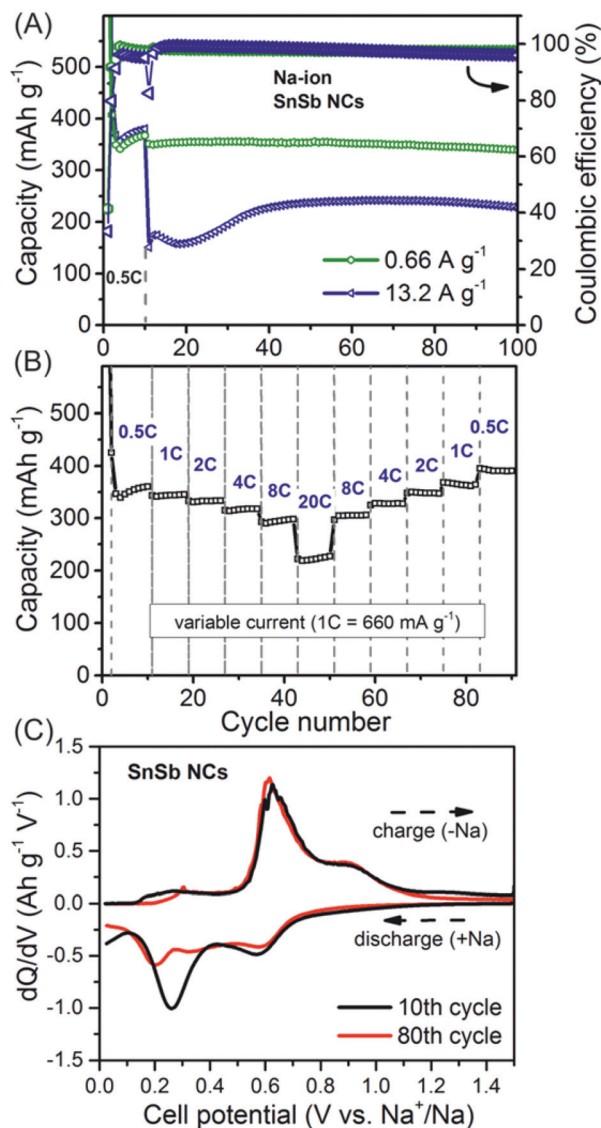 (A)
500
400
300
200
100
0
Capacity (mAh g⁻¹)
Na-ion
SnSb NCs
0.5C
0.66 A g⁻¹
13.2 A g⁻¹
100
80
60
40
20
0
Coulombic efficiency (%)
0 20 40 60 80 100
(B)
500
400
300
200
100
0
Capacity (mAh g⁻¹)
0.5C 1C 2C 4C 8C 20C 8C 4C 2C 1C 0.5C
variable current (1C = 660 mA g⁻¹)
0 20 40 60 80
Cycle number
(C)
1.5
1.0
0.5
0.0
-0.5
-1.0
-1.5
dQ/dV (Ah g⁻¹ V⁻¹)
SnSb NCs
charge (-Na)
discharge (+Na)
10th cycle
80th cycle
0.0 0.2 0.4 0.6 0.8 1.0 1.2 1.4
Cell potential (V vs. Na⁺/Na)